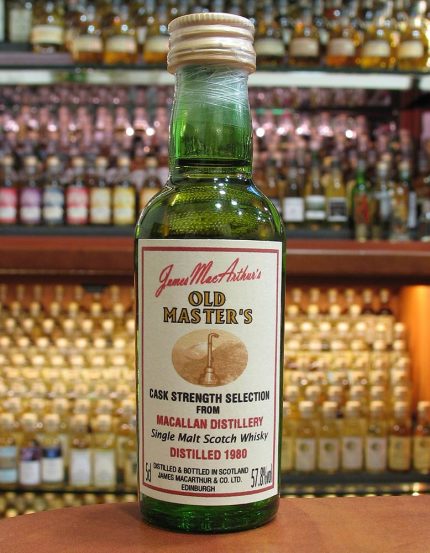 James MacArthur's
OLD
MASTER'S
CASK STRENGTH SELECTION
FROM
MACALLAN DISTILLERY
Single Malt Scotch Whisky
DISTILLED 1980
5cl DISTILLED & BOTTLED IN SCOTLAND 57.8%vol
JAMES MACARTHUR & CO. LTD.
EDINBURGH